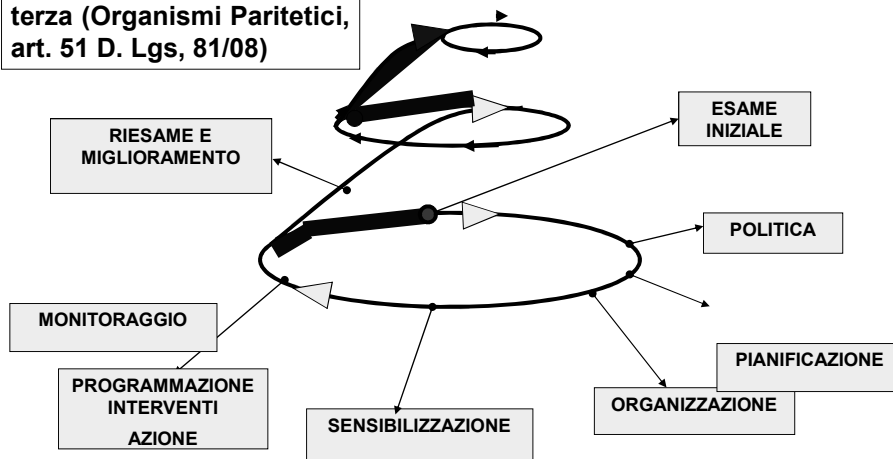 terza (Organismi Paritetici,
art. 51 D. Lgs, 81/08)
ESAME
INIZIALE
RIESAME E
MIGLIORAMENTO
POLITICA
MONITORAGGIO
PIANIFICAZIONE
PROGRAMMAZIONE
INTERVENTI
AZIONE
ORGANIZZAZIONE
SENSIBILIZZAZIONE